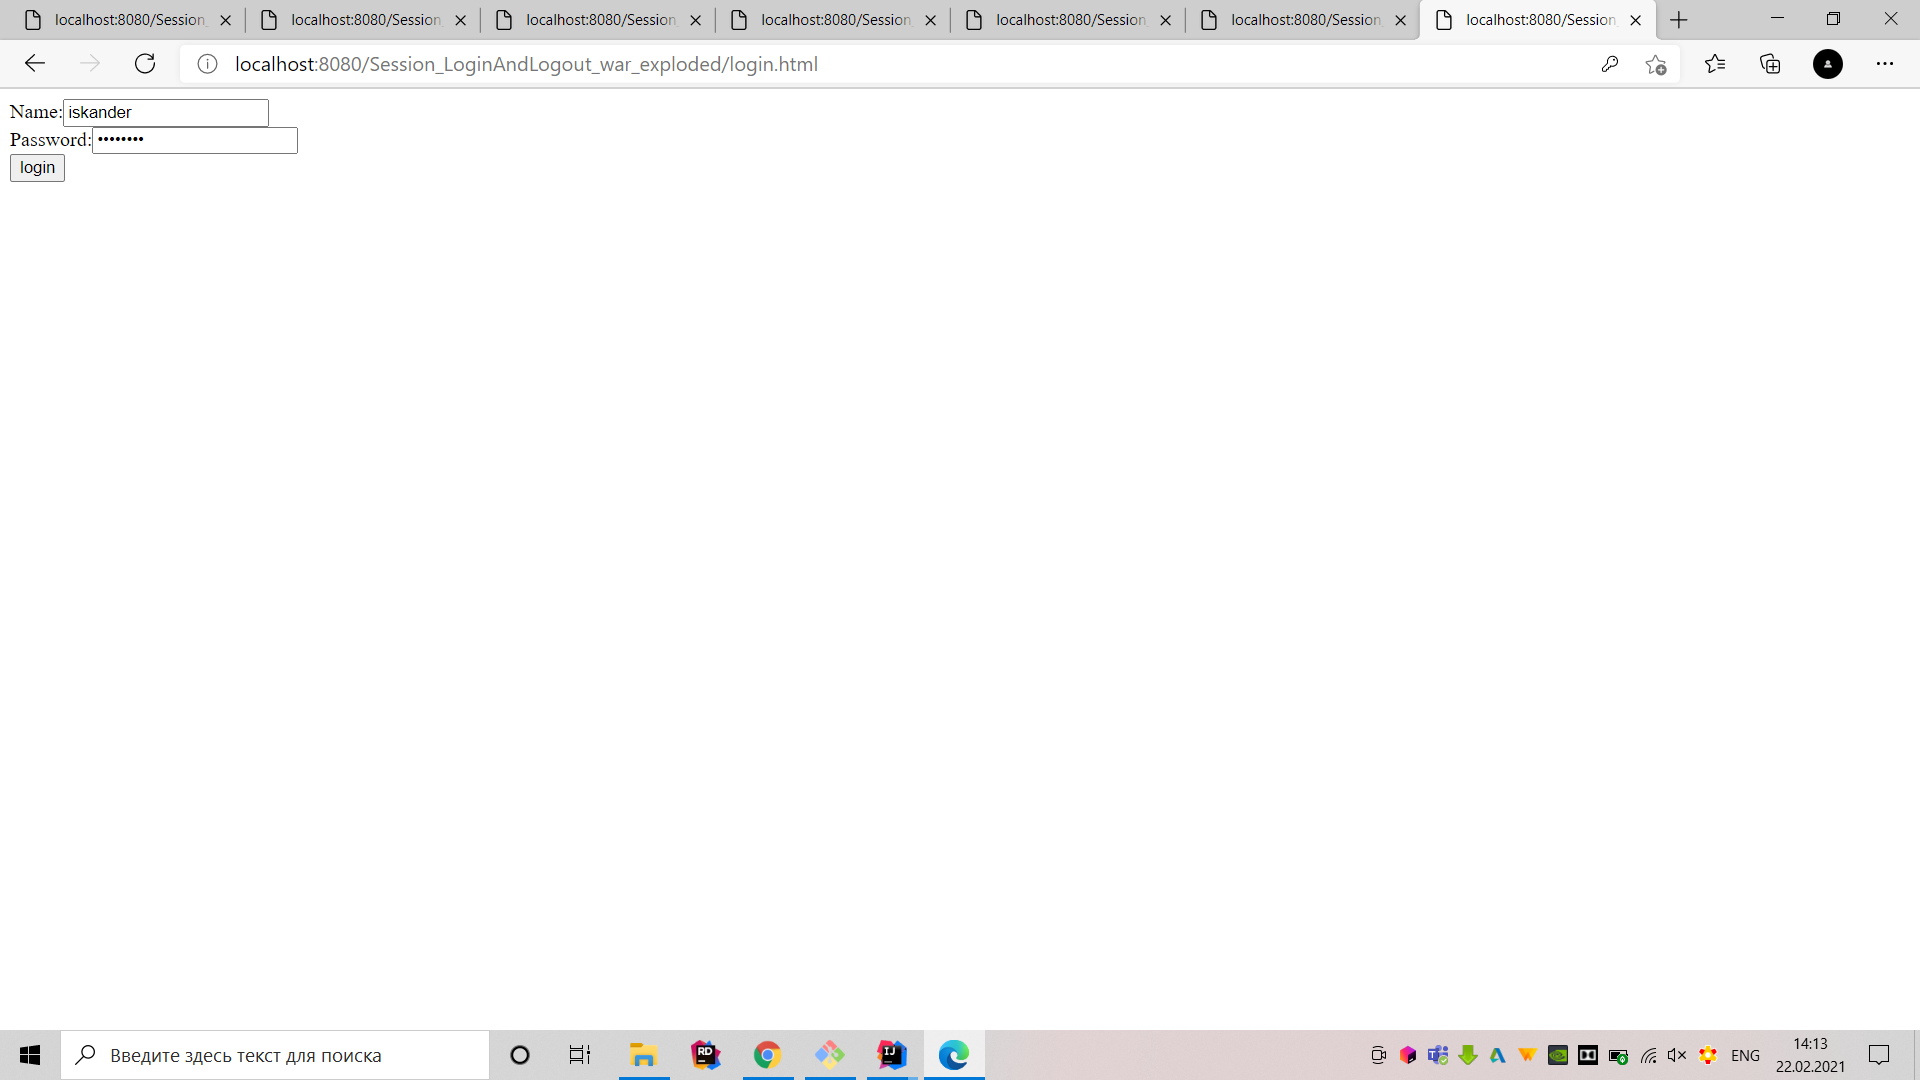 localhost:8080/Session
localhost:8080/Session
localhost:8080/Session
localhost:8080/Session
localhost:8080/Session
localhost:8080/Session
localhost:8080/Session
localhost:8080/Session_LoginAndLogout_war_exploded/login.html
Name: iskander
Password: ••••••••
login
Введите здесь текст для поиска
RD
IJ
ENG
14:13
22.02.2021